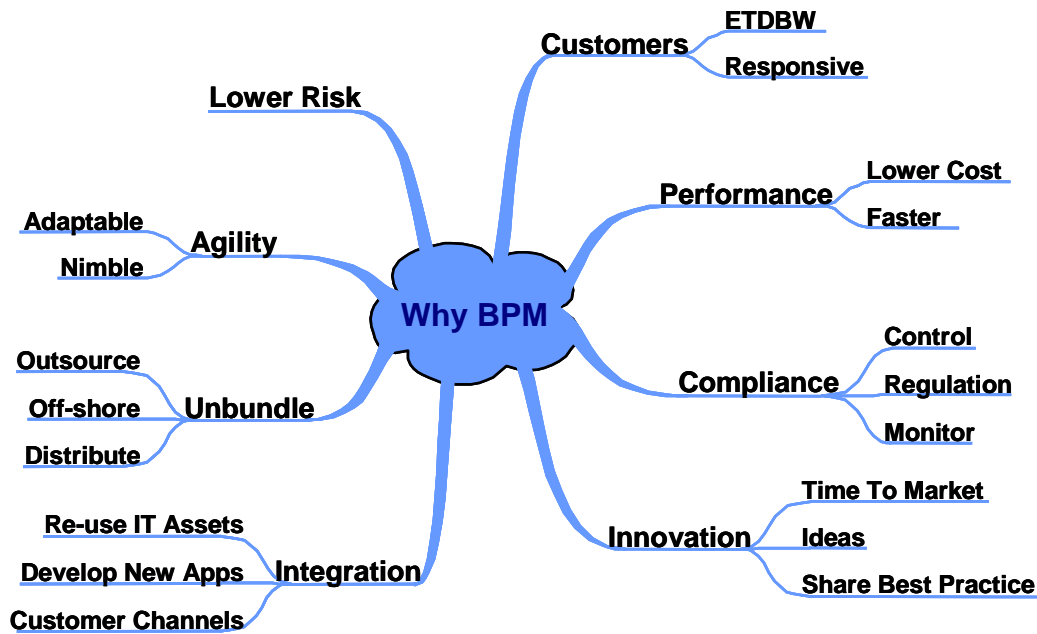 Why BPM
Customers
ETDBW
Responsive
Performance
Lower Cost
Faster
Compliance
Control
Regulation
Monitor
Innovation
Time To Market
Ideas
Share Best Practice
Integration
Re-use IT Assets
Develop New Apps
Customer Channels
Unbundle
Outsource
Off-shore
Distribute
Agility
Adaptable
Nimble
Lower Risk